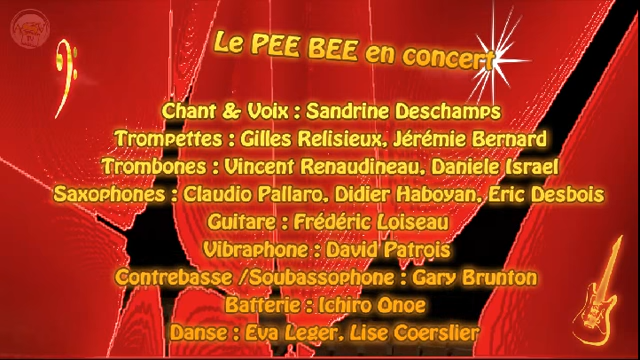 Le PEE BEE en concert
Chant & Voix : Sandrine Deschamps
Trompettes : Gilles Relisieux, Jérémie Bernard
Trombones : Vincent Renaudineau, Daniele Israel
Saxophones : Claudio Pallaro, Didier Haboyan, Eric Desbois
Guitare : Frédéric Loiseau
Vibraphone : David Patrois
Contrebasse /Soubassophone : Gary Brunton
Batterie : Ichiro Onoe
Danse : Eva Leger, Lise Coerslier